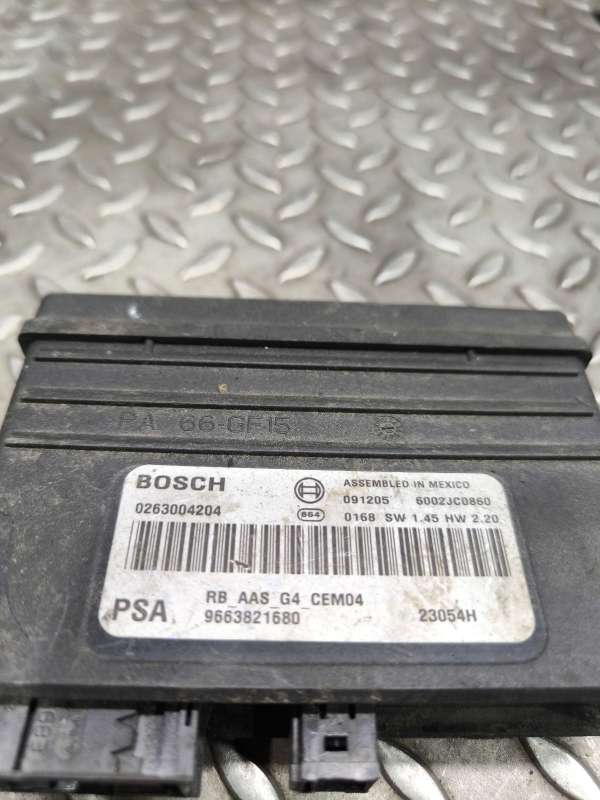 PA 66-GF15
BOSCH
ASSEMBLED IN MEXICO
091205 6002JC0860
0263004204
864
0168 SW 1.45 HW 2.20
RB_AAS_G4_CEM04
PSA
9663821680
23054H